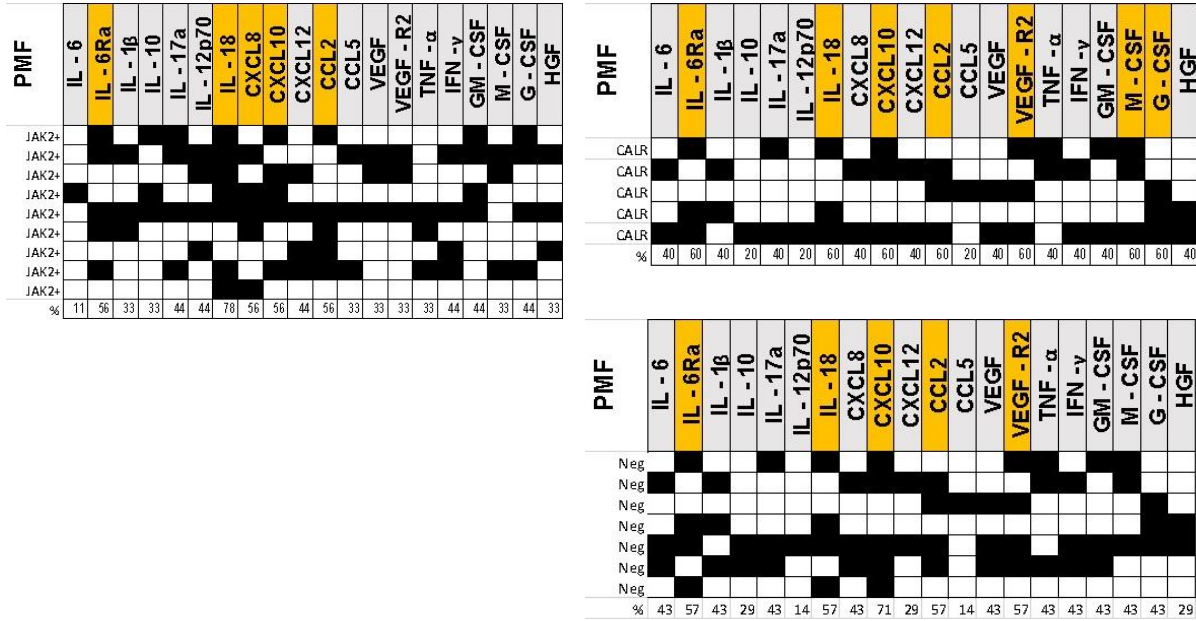 PMF IL - 6 IL - 6Ra IL - 1β IL - 10 IL - 17a IL - 12p70 IL - 18 CXCL8 CXCL10 CXCL12 CCL2 CCL5 VEGF VEGF - R2 TNF - α IFN - γ GM - CSF M - CSF G - CSF HGF
JAK2+
JAK2+
JAK2+
JAK2+
JAK2+
JAK2+
JAK2+
JAK2+
JAK2+
% 11 56 33 33 44 44 78 56 56 44 56 33 33 33 33 44 44 33 44 33
PMF IL - 6 IL - 6Ra IL - 1β IL - 10 IL - 17a IL - 12p70 IL - 18 CXCL8 CXCL10 CXCL12 CCL2 CCL5 VEGF VEGF - R2 TNF - α IFN - γ GM - CSF M - CSF G - CSF HGF
CALR
CALR
CALR
CALR
CALR
% 40 60 40 20 40 20 60 40 60 40 60 20 40 60 40 40 40 60 60 40
PMF IL - 6 IL - 6Ra IL - 1β IL - 10 IL - 17a IL - 12p70 IL - 18 CXCL8 CXCL10 CXCL12 CCL2 CCL5 VEGF VEGF - R2 TNF - α IFN - γ GM - CSF M - CSF G - CSF HGF
Neg
Neg
Neg
Neg
Neg
Neg
Neg
% 43 57 43 29 43 14 57 43 71 29 57 14 43 57 43 43 43 43 43 29